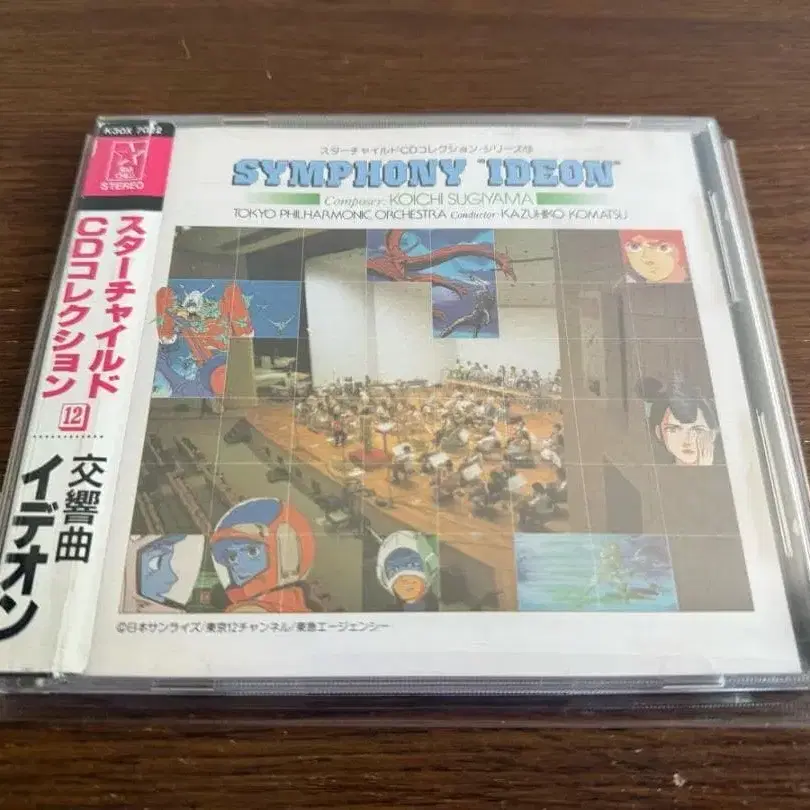 K30X 7022
STAR CHILD
STEREO
スターチャイルド
CDコレクション
12
交響曲
イデオン
スターチャイルドCDコレクション・シリーズ⑫
SYMPHONY "IDEON"
Composer: KOICHI SUGIYAMA
TOKYO PHILHARMONIC ORCHESTRA Conductor: KAZUHIKO KOMATSU
©日本サンライズ/東京12チャンネル/東急エージェンシー